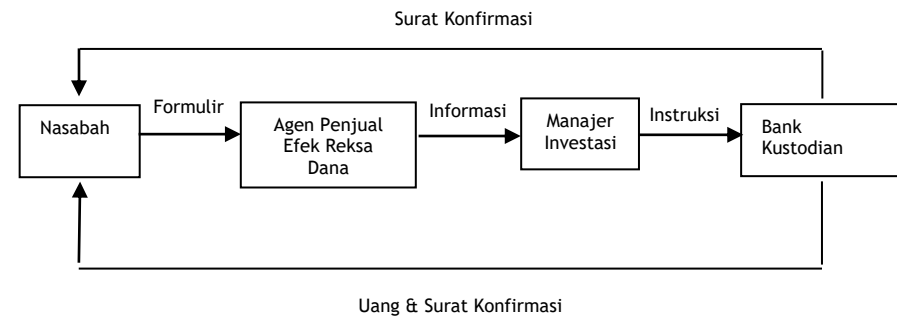 Surat Konfirmasi
Nasabah
Formulir
Agen Penjual
Efek Reksa
Dana
Informasi
Manajer
Investasi
Instruksi
Bank
Kustodian
Uang & Surat Konfirmasi